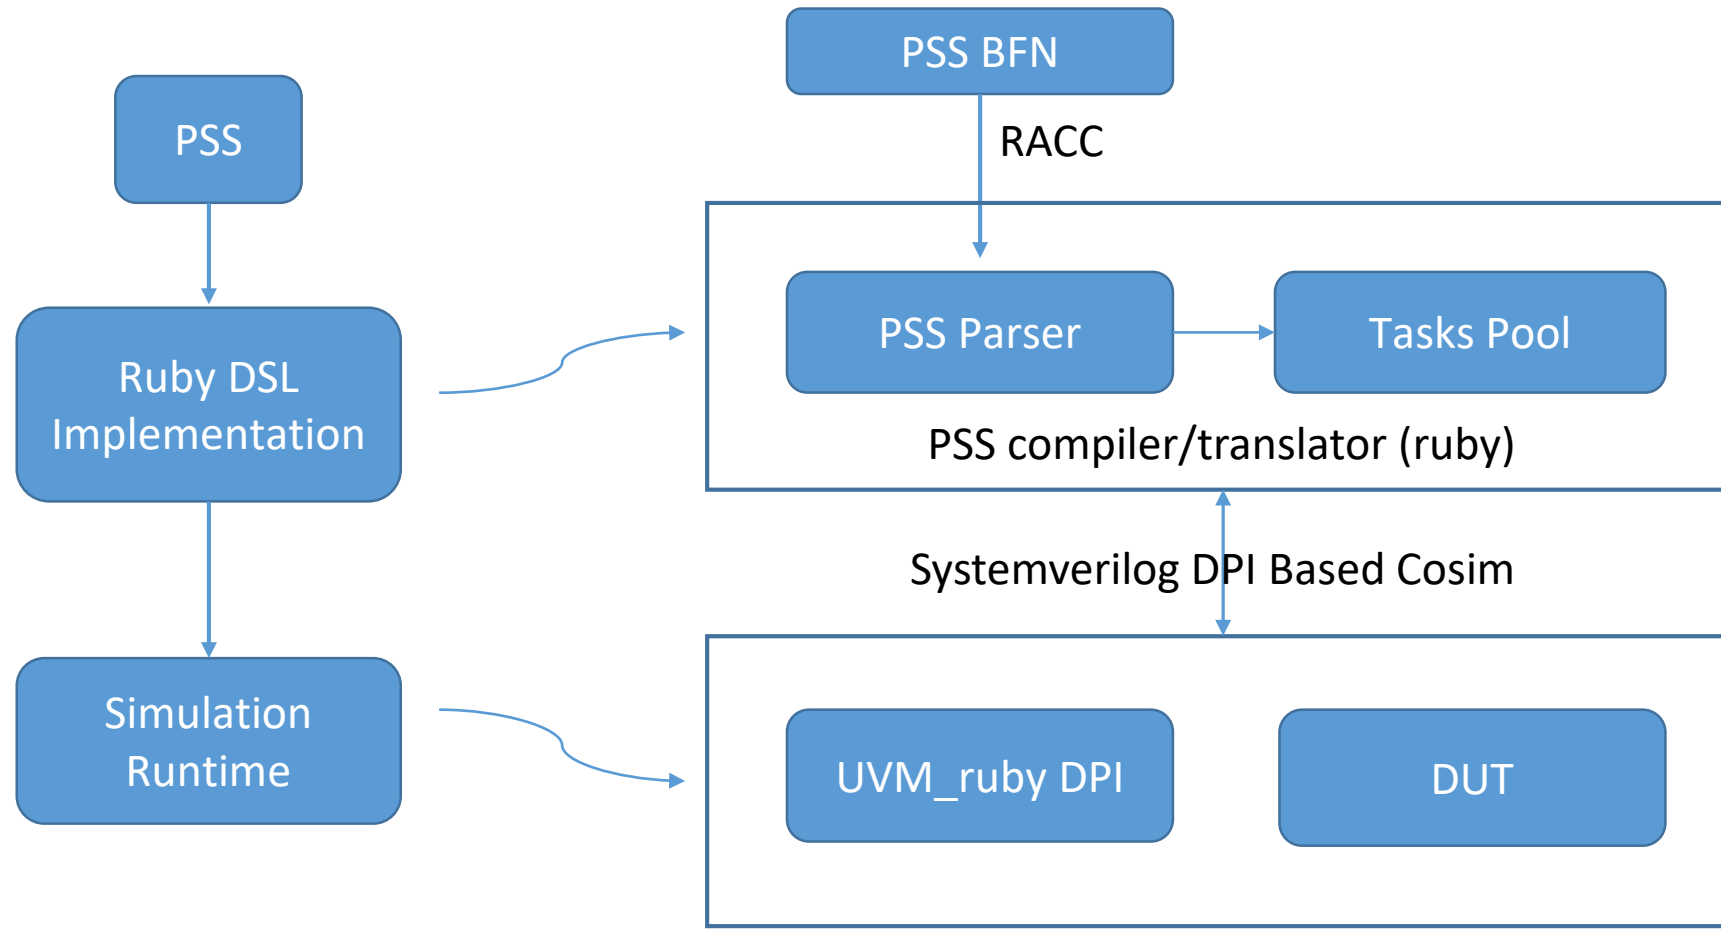 PSS
Ruby DSL
Implementation
Simulation
Runtime
PSS BFN
RACC
PSS Parser
Tasks Pool
PSS compiler/translator (ruby)
Systemverilog DPI Based Cosim
UVM_ruby DPI
DUT